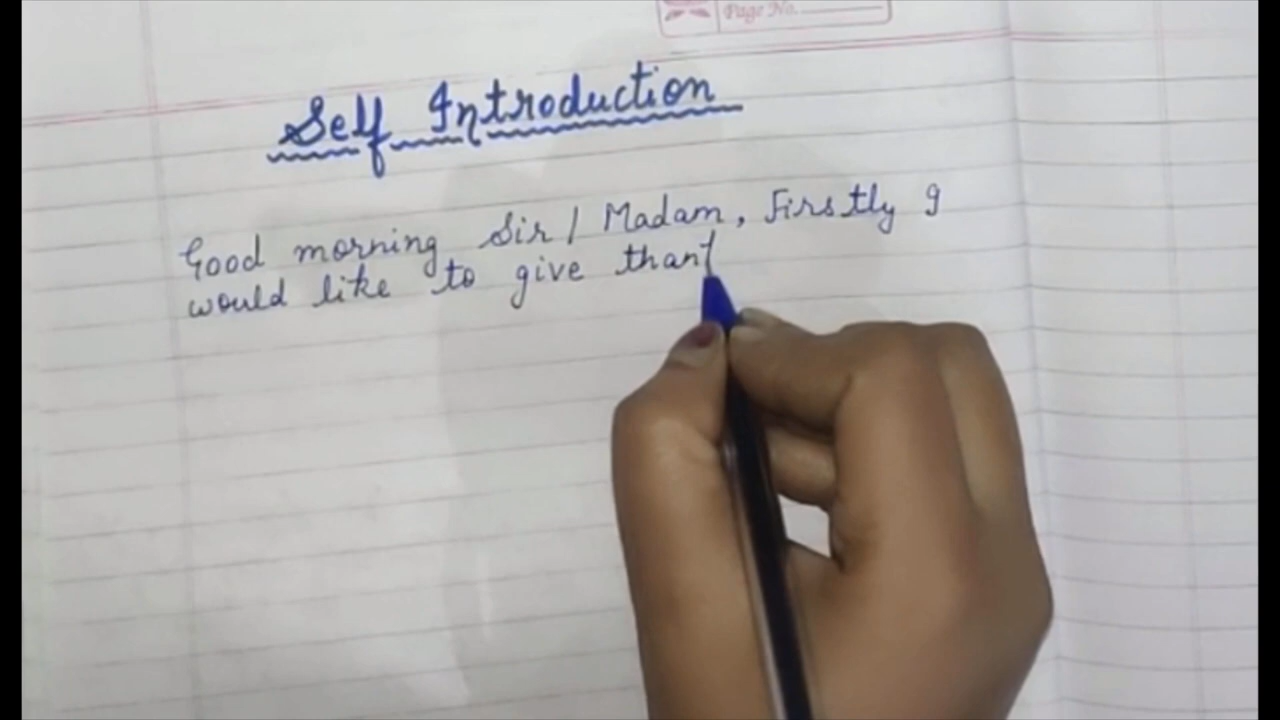 Page No.
Self Introduction
Good morning Sir / Madam, Firstly I
would like to give than